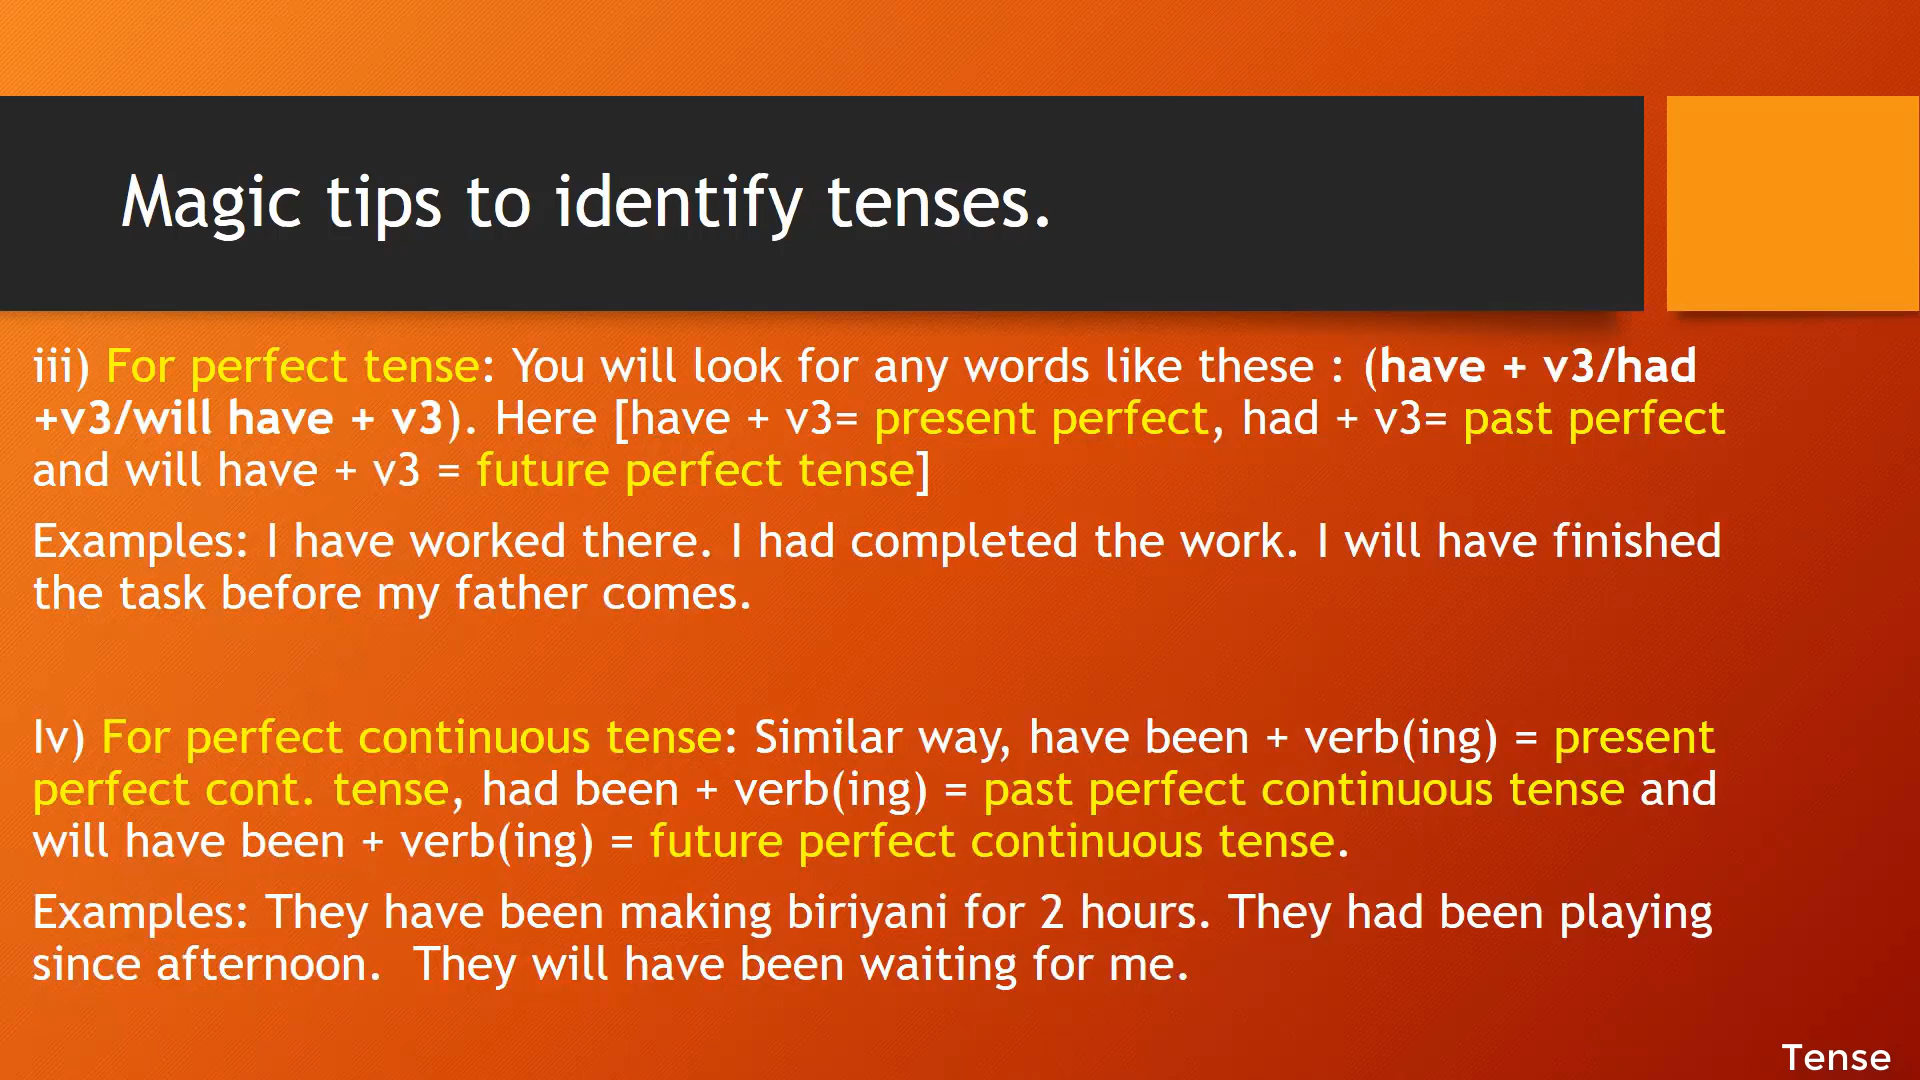 Magic tips to identify tenses.
iii) For perfect tense: You will look for any words like these : (have + v3/had
+v3/will have + v3). Here [have + v3= present perfect, had + v3= past perfect
and will have + v3 = future perfect tense]
Examples: I have worked there. I had completed the work. I will have finished
the task before my father comes.
Iv) For perfect continuous tense: Similar way, have been + verb(ing) = present
perfect cont. tense, had been + verb(ing) = past perfect continuous tense and
will have been + verb(ing) = future perfect continuous tense.
Examples: They have been making biriyani for 2 hours. They had been playing
since afternoon.  They will have been waiting for me.
Tense